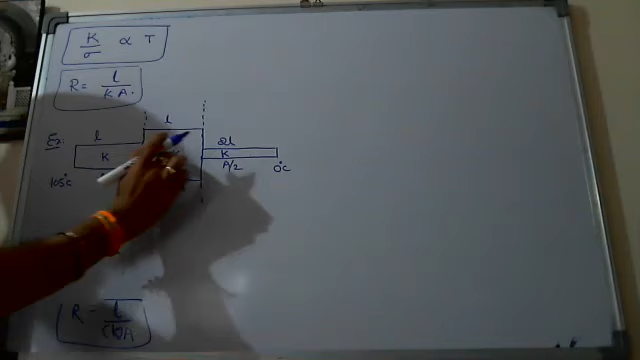 K/σ ∝ T
R = l/KA.
l
Ex:
l
2l
K
K
A/2
105°C
0°C
R = l/(K)A